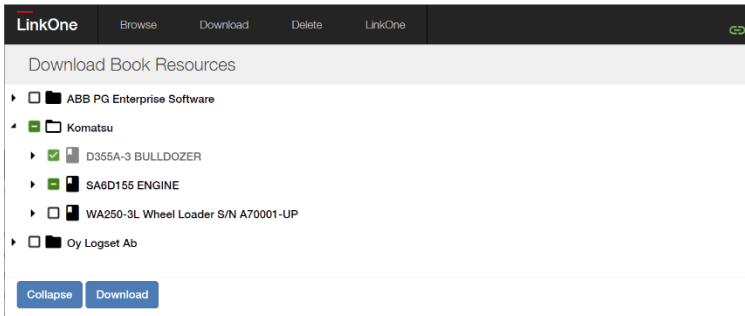 LinkOne Browse Download Delete LinkOne
Download Book Resources
ABB PG Enterprise Software
Komatsu
D355A-3 BULLDOZER
SA6D155 ENGINE
WA250-3L Wheel Loader S/N A70001-UP
Oy Logset Ab
Collapse Download